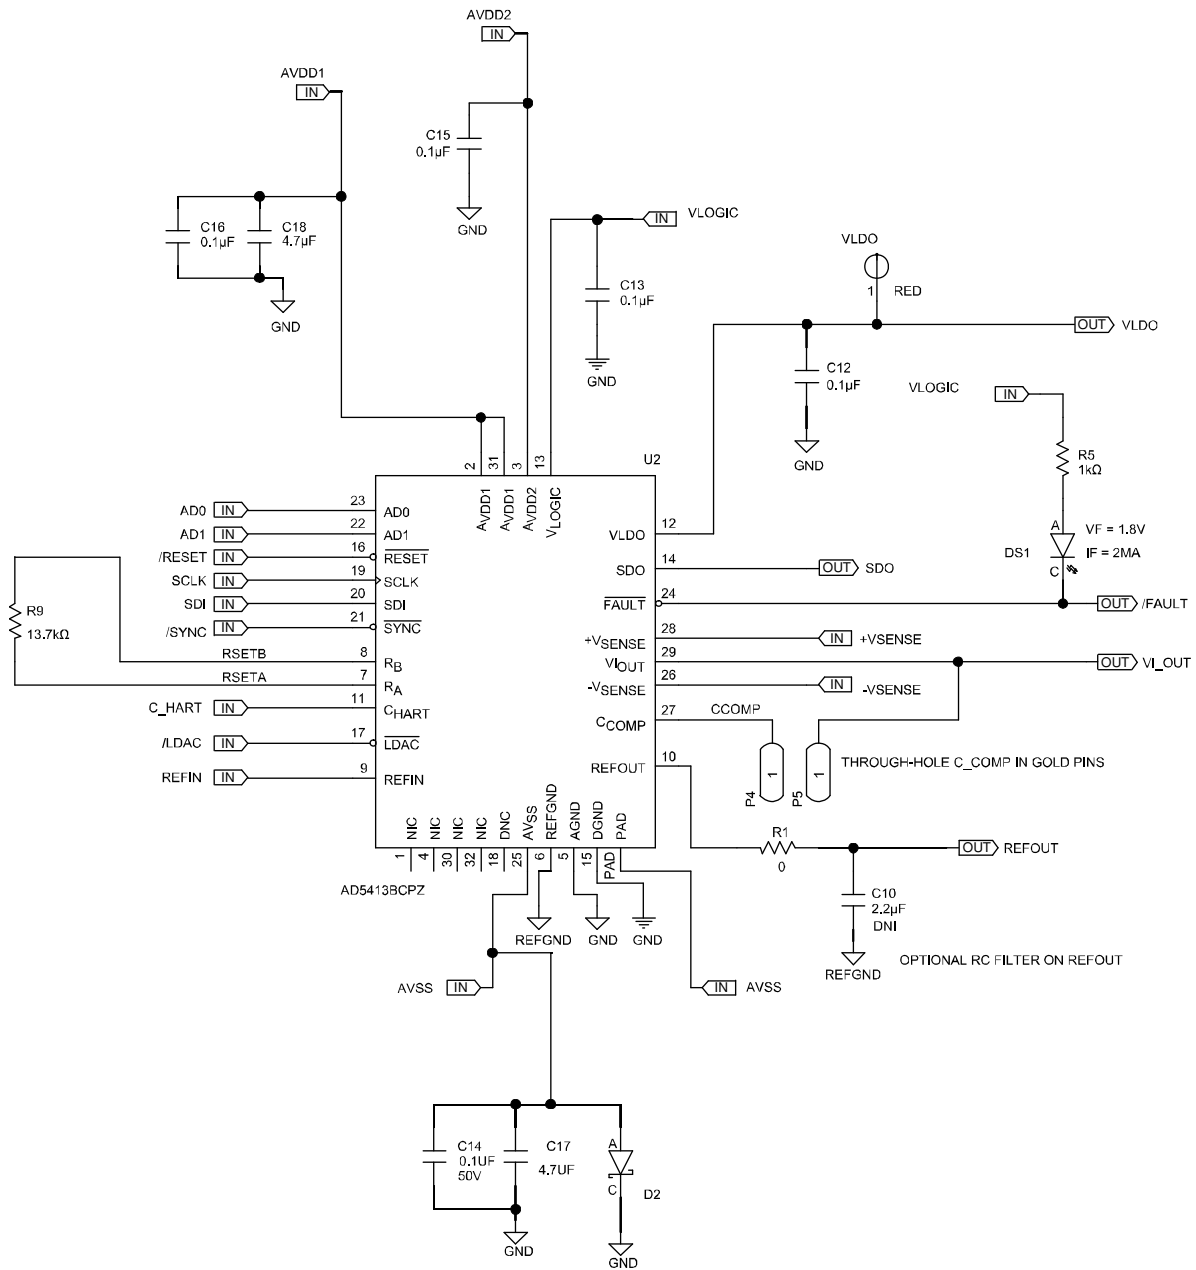 AVDD2
IN
AVDD1
IN
C15
0.1µF
GND
C16
0.1µF
C18
4.7µF
GND
IN
VLOGIC
C13
0.1µF
GND
VLDO
1
RED
OUT
VLDO
C12
0.1µF
GND
VLOGIC
IN
R5
1kΩ
A
VF = 1.8V
DS1
IF = 2MA
C
U2
2
31
3
13
AVDD1
AVDD1
AVDD2
VLOGIC
AD0 IN 23 AD0
AD1 IN 22 AD1
/RESET IN 16 RESET
SCLK IN 19 SCLK
SDI IN 20 SDI
/SYNC IN 21 SYNC
R9
13.7kΩ
RSETB 8 RB
RSETA 7 RA
C_HART IN 11 CHART
/LDAC IN 17 LDAC
REFIN IN 9 REFIN
VLDO 12
SDO 14 OUT SDO
FAULT 24 OUT /FAULT
+VSENSE 28 IN +VSENSE
VIOUT 29 OUT VI_OUT
-VSENSE 26 IN -VSENSE
CCOMP 27 CCOMP
REFOUT 10
1
P4
1
P5
THROUGH-HOLE C_COMP IN GOLD PINS
NIC
NIC
NIC
NIC
DNC
AVSS
REFGND
AGND
DGND
PAD
1
4
30
32
18
25
6
5
15
PAD
AD5413BCPZ
R1
0
OUT
REFOUT
C10
2.2µF
DNI
REFGND
OPTIONAL RC FILTER ON REFOUT
REFGND
GND
GND
AVSS
IN
IN
AVSS
C14
0.1UF
50V
C17
4.7UF
GND
A
C
D2
GND